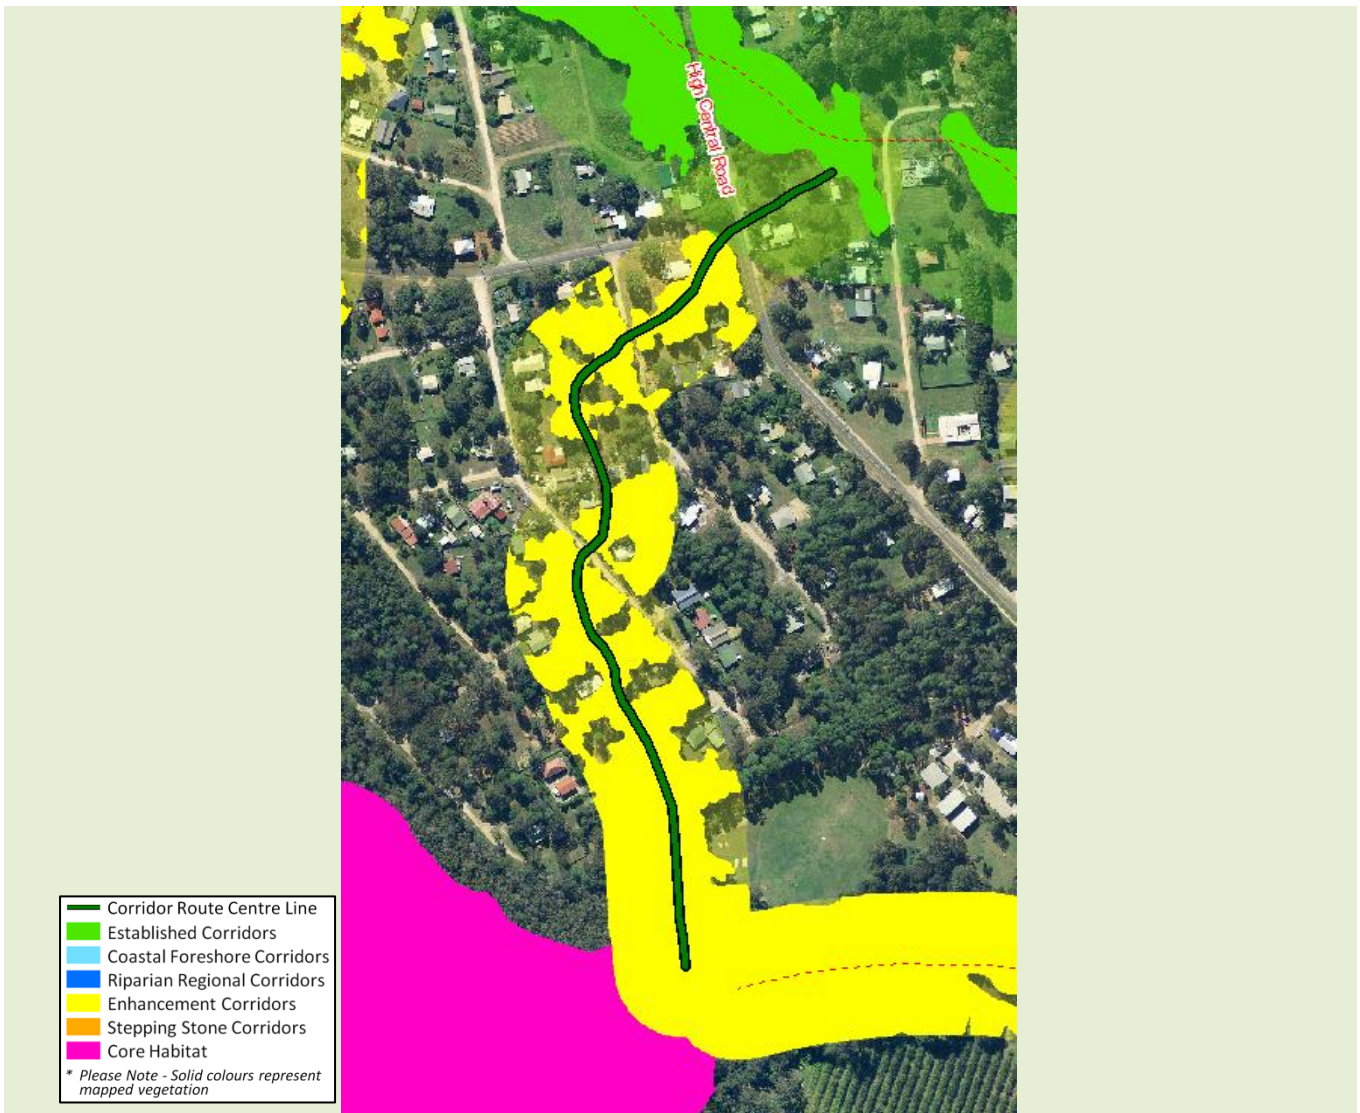 High Central Road
Corridor Route Centre Line
Established Corridors
Coastal Foreshore Corridors
Riparian Regional Corridors
Enhancement Corridors
Stepping Stone Corridors
Core Habitat
* Please Note - Solid colours represent
mapped vegetation